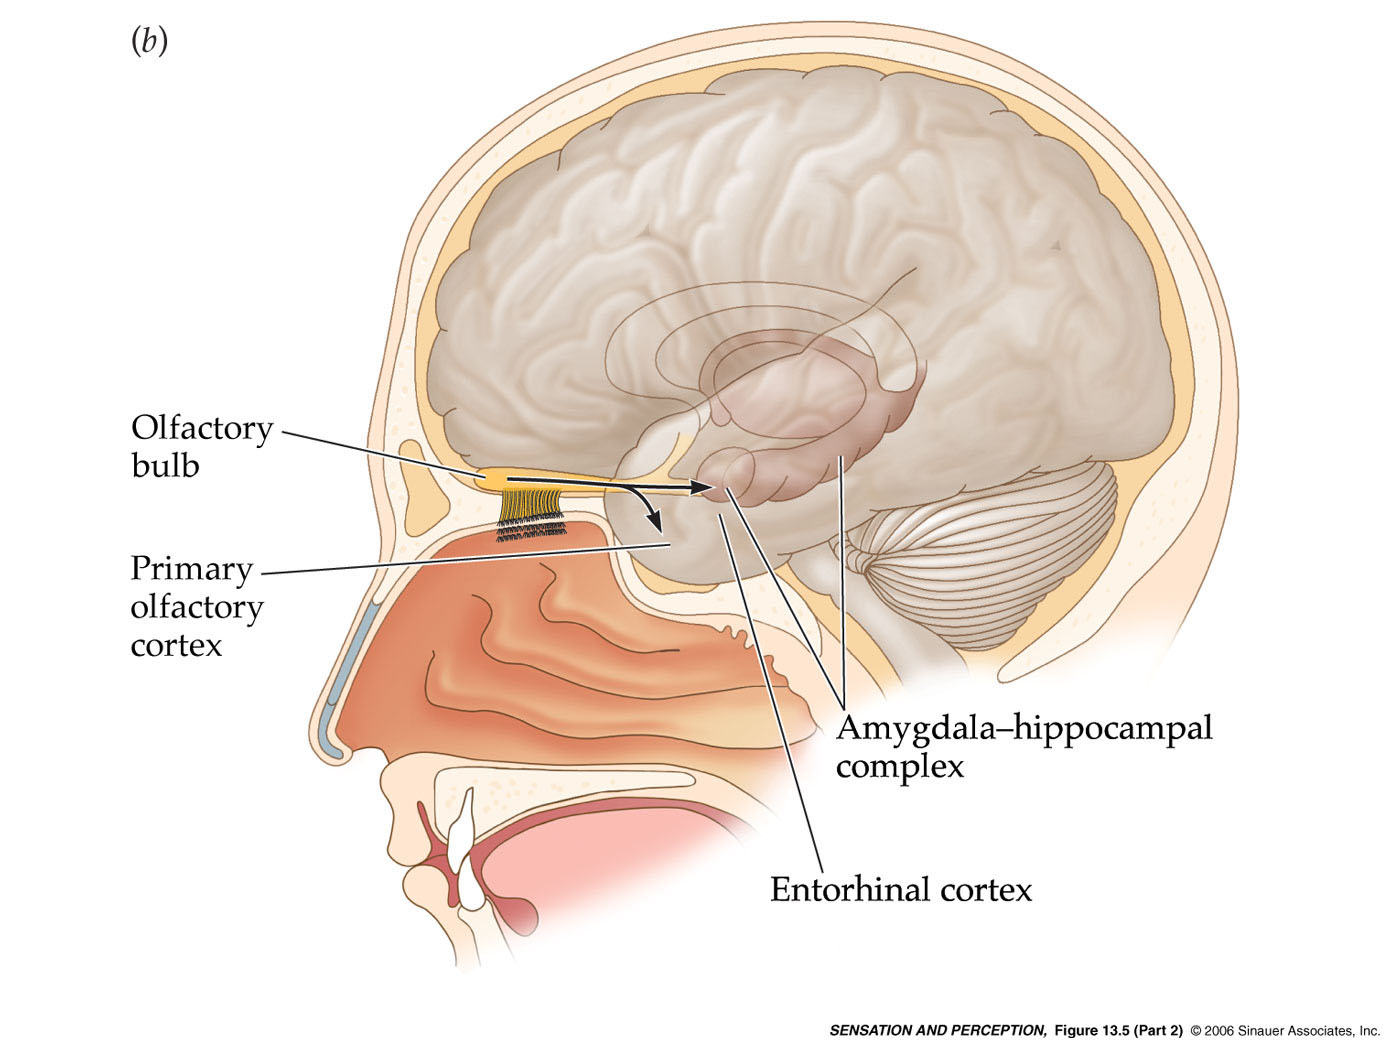 (b)
Olfactory
bulb
Primary
olfactory
cortex
Amygdala–hippocampal
complex
Entorhinal cortex
SENSATION AND PERCEPTION, Figure 13.5 (Part 2) © 2006 Sinauer Associates, Inc.